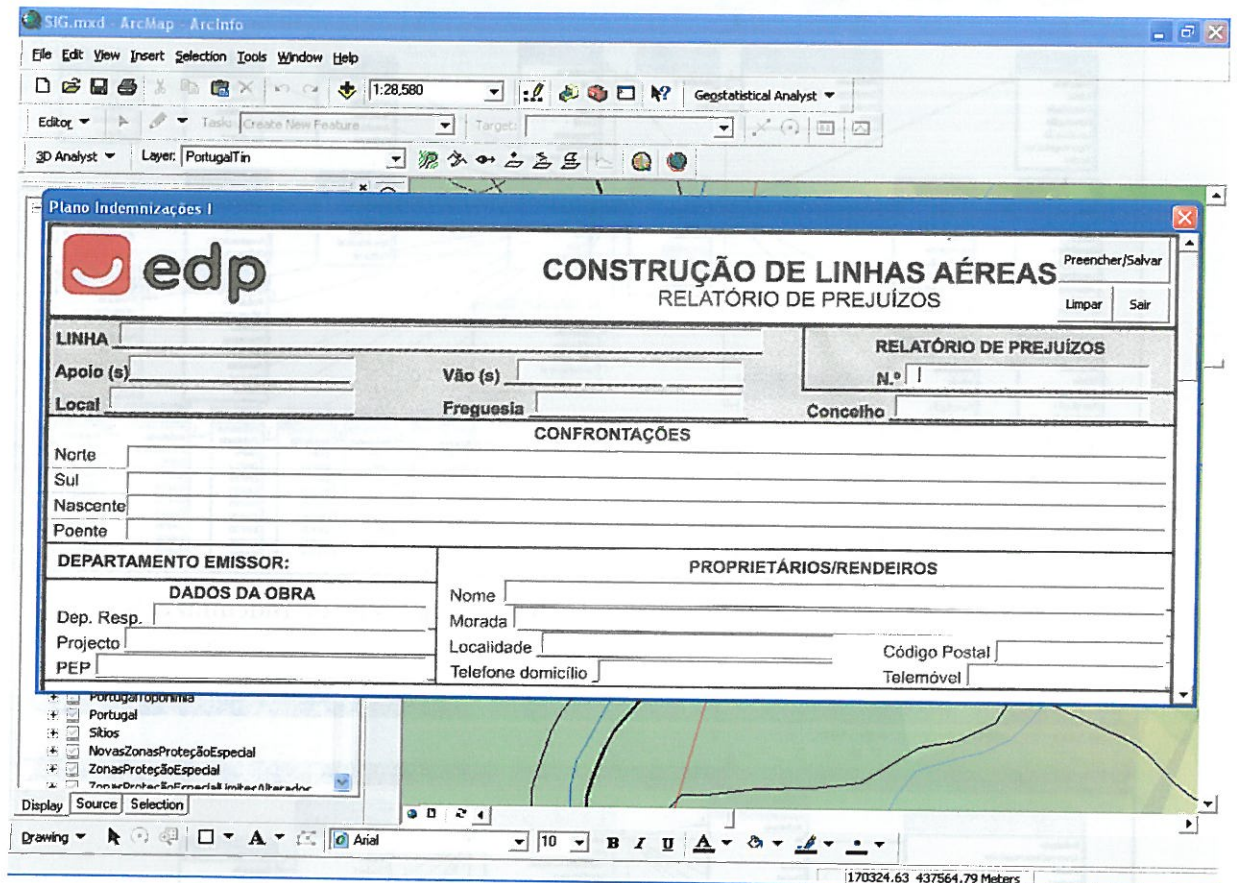 SIG.mxd - ArcMap - ArcInfo
File Edit View Insert Selection Tools Window Help
1:28,580 Geostatistical Analyst
Editor Task: Create New Feature Target:
3D Analyst Layer: PortugalTin
Plano Indemnizações I
edp
CONSTRUÇÃO DE LINHAS AÉREAS
RELATÓRIO DE PREJUÍZOS
Preencher/Salvar
Limpar Sair
LINHA
RELATÓRIO DE PREJUÍZOS
Apoio (s) Vão (s) N.º
Local Freguesia Concelho
CONFRONTAÇÕES
Norte
Sul
Nascente
Poente
DEPARTAMENTO EMISSOR:
DADOS DA OBRA
Dep. Resp.
Projecto
PEP
PROPRIETÁRIOS/RENDEIROS
Nome
Morada
Localidade Código Postal
Telefone domicílio Telemóvel
PortugalToponimia
Portugal
Sítios
NovasZonasProteçãoEspecial
ZonasProteçãoEspecial
Display Source Selection
Drawing A Arial 10 B I U A
170324.63 437564.79 Meters